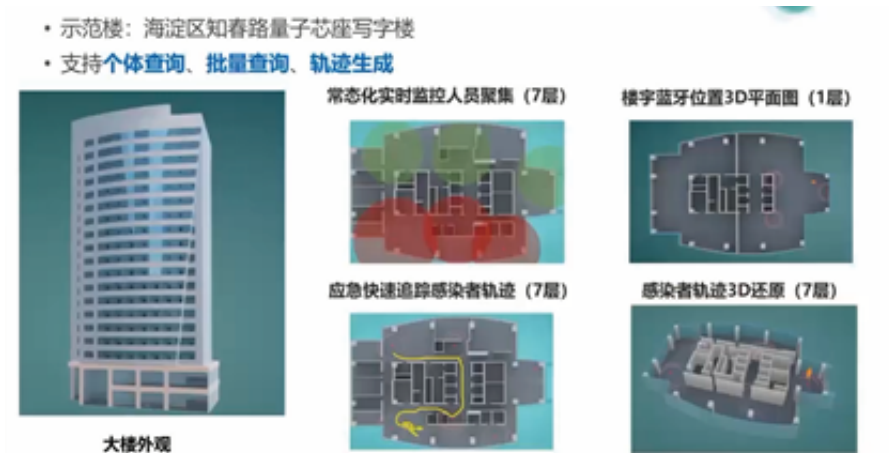 • 示范楼：海淀区知春路量子芯座写字楼
• 支持个体查询、批量查询、轨迹生成
常态化实时监控人员聚集（7层）
楼宇蓝牙位置3D平面图（1层）
应急快速追踪感染者轨迹（7层）
感染者轨迹3D还原（7层）
大楼外观